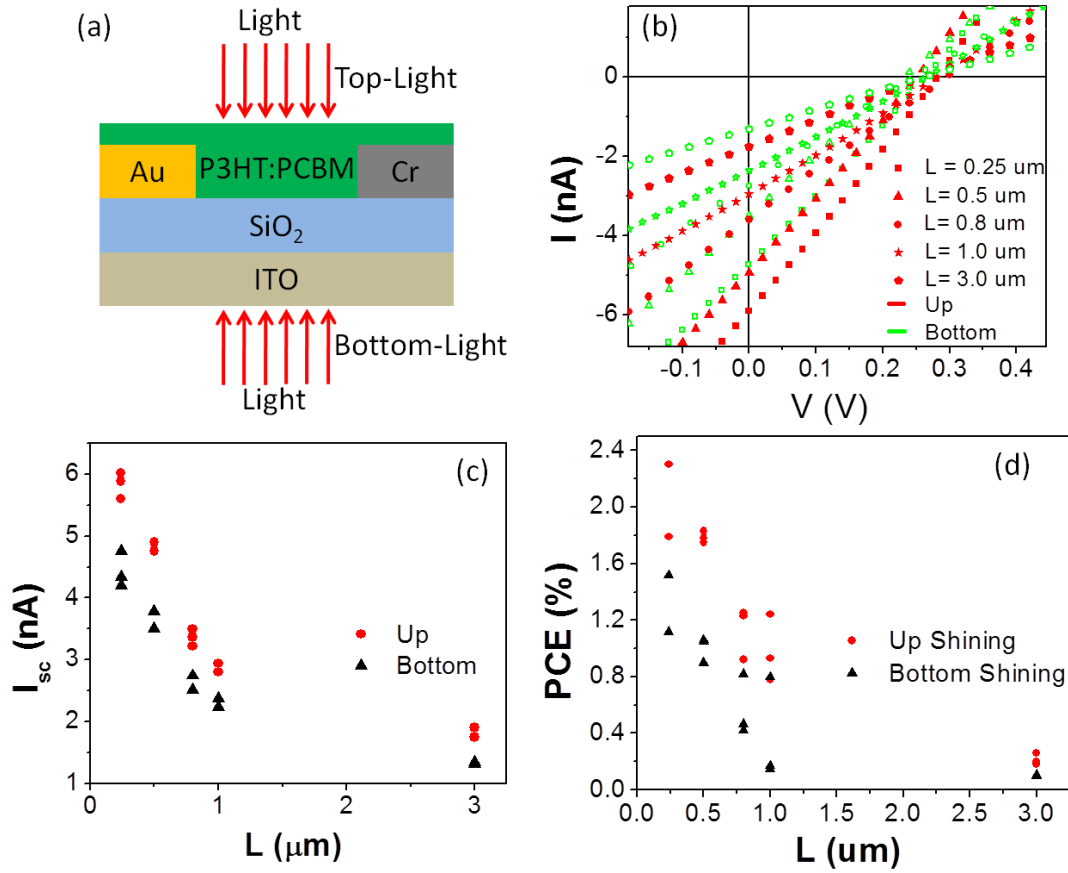 (a)
Light
Top-Light
Au
P3HT:PCBM
Cr
SiO2
ITO
Bottom-Light
Light
(b)
I (nA)
0
-2
-4
-6
-0.1 0.0 0.1 0.2 0.3 0.4
V (V)
L = 0.25 um
L= 0.5 um
L= 0.8 um
L= 1.0 um
L= 3.0 um
Up
Bottom
(c)
Isc (nA)
6
5
4
3
2
1
0 1 2 3
L (μm)
Up
Bottom
(d)
PCE (%)
2.4
2.0
1.6
1.2
0.8
0.4
0.0
0.0 0.5 1.0 1.5 2.0 2.5 3.0
L (um)
Up Shining
Bottom Shining